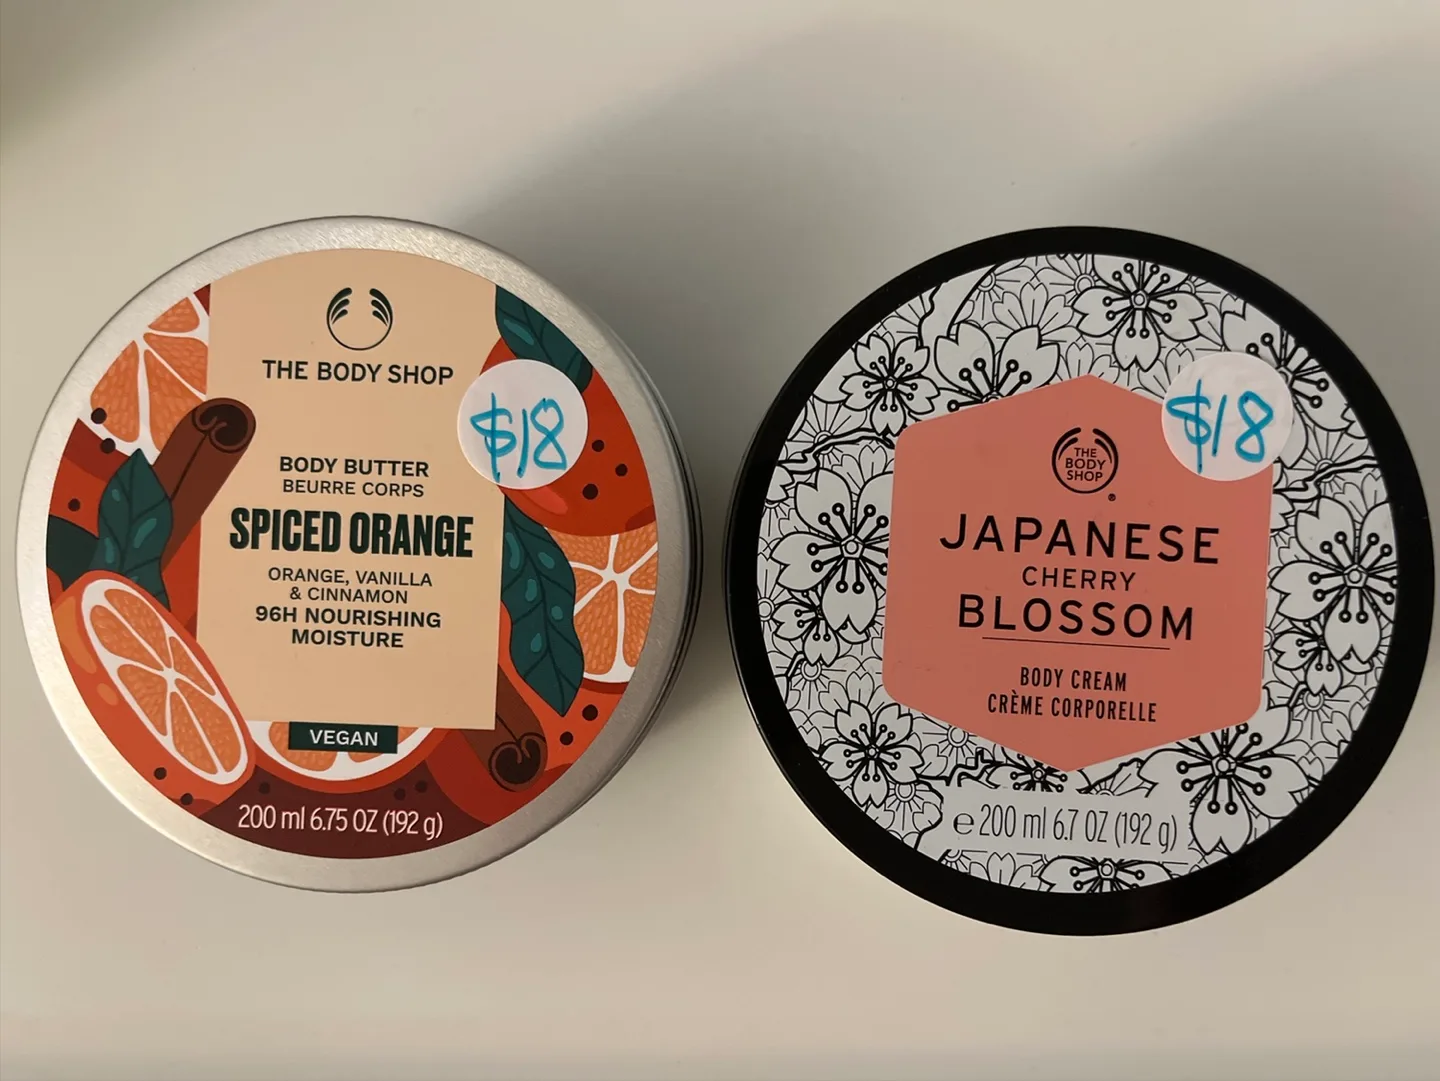 THE BODY SHOP
$18
BODY BUTTER
BEURRE CORPS
SPICED ORANGE
ORANGE, VANILLA
& CINNAMON
96H NOURISHING
MOISTURE
VEGAN
200 ml 6.75 OZ (192 g)
$18
THE
BODY
SHOP
®
JAPANESE
CHERRY
BLOSSOM
BODY CREAM
CRÈME CORPORELLE
℮ 200 ml 6.7 OZ (192 g)